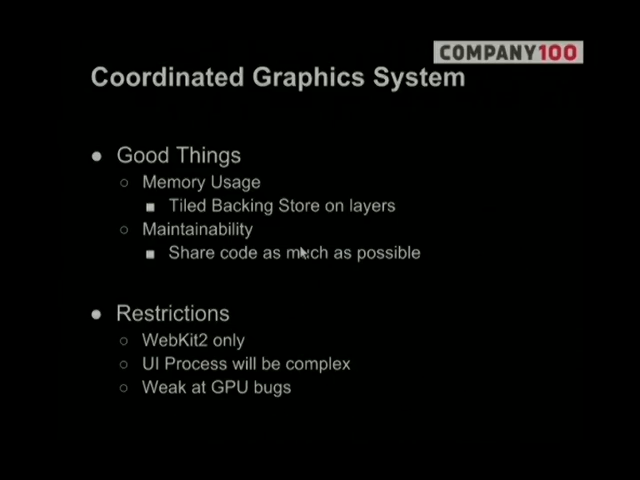 COMPANY100
Coordinated Graphics System
● Good Things
○ Memory Usage
■ Tiled Backing Store on layers
○ Maintainability
■ Share code as much as possible
● Restrictions
○ WebKit2 only
○ UI Process will be complex
○ Weak at GPU bugs